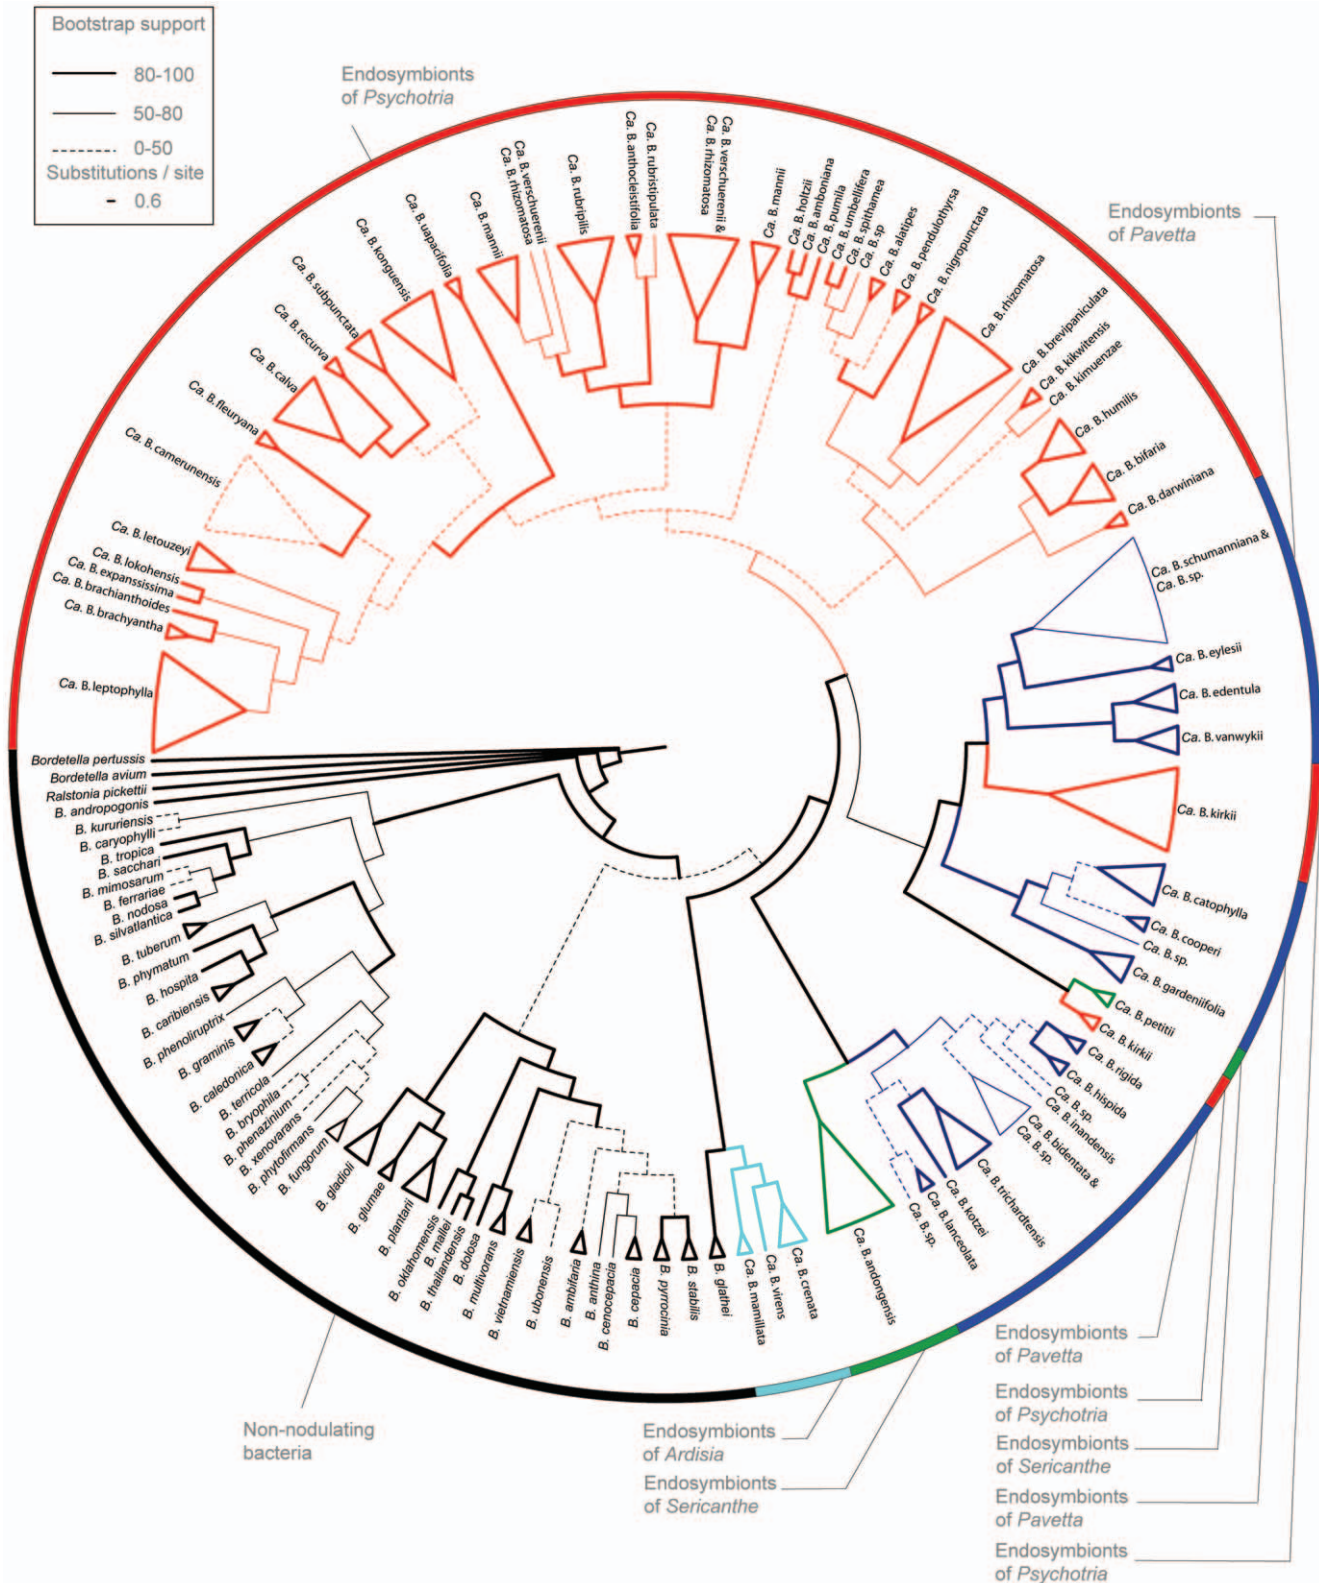 Bootstrap support
80-100
50-80
0-50
Substitutions / site
0.6
Endosymbionts
of Psychotria
Endosymbionts
of Pavetta
Ca. B. leptophylla
Ca. B. brachyantha
Ca. B. brachianthoides
Ca. B. expanssissima
Ca. B. lokohensis
Ca. B. letouzeyi
Ca. B. camerunensis
Ca. B. fleuryana
Ca. B. calva
Ca. B. recurva
Ca. B. subpunctata
Ca. B. konguensis
Ca. B. uapacifolia
Ca. B. mannii
Ca. B. rhizomatosa
Ca. B. verschuerenii
Ca. B. rubripilis
Ca. B. anthocleistifolia
Ca. B. rubristipulata
Ca. B. verschuerenii &
Ca. B. rhizomatosa
Ca. B. mannii
Ca. B. holtzii
Ca. B. amboniana
Ca. B. pumila
Ca. B. umbellifera
Ca. B. spithamea
Ca. B. sp
Ca. B. alatipes
Ca. B. pendulothyrsa
Ca. B. nigropunctata
Ca. B. rhizomatosa
Ca. B. brevipaniculata
Ca. B. kikwitensis
Ca. B. kimuenzae
Ca. B. humilis
Ca. B. bifaria
Ca. B. darwiniana
Ca. B. schumanniana &
Ca. B. sp.
Ca. B. eylesii
Ca. B. edentula
Ca. B. vanwykii
Ca. B. kirkii
Ca. B. catophylla
Ca. B. cooperi
Ca. B. sp.
Ca. B. gardeniifolia
Ca. B. petitii
Ca. B. kirkii
Ca. B. rigida
Ca. B. hispida
Ca. B. sp.
Ca. B. inandensis
Ca. B. bidentata &
Ca. B. sp.
Ca. B. trichardtensis
Ca. B. kotzei
Ca. B. lanceolata
Ca. B. sp.
Ca. B. andongensis
Ca. B. crenata
Ca. B. virens
Ca. B. mamillata
B. glathei
B. stabilis
B. pyrrocinia
B. cepacea
B. cenocepacia
B. anthina
B. ambifaria
B. ubonensis
B. vietnamiensis
B. multivorans
B. dolosa
B. thailandensis
B. mallei
B. oklahomensis
B. plantarii
B. glumae
B. gladioli
B. fungorum
B. phytofirmans
B. xenovarans
B. phenazinium
B. bryophila
B. terricola
B. caledonica
B. graminis
B. phenoliruptrix
B. caribiensis
B. hospita
B. phymatum
B. tuberum
B. silvatlantica
B. nodosa
B. ferrariae
B. mimosarum
B. sacchari
B. tropica
B. caryophylli
B. kururiensis
B. andropogonis
Ralstonia pickettii
Bordetella avium
Bordetella pertussis
Non-nodulating
bacteria
Endosymbionts
of Ardisia
Endosymbionts
of Sericanthe
Endosymbionts
of Pavetta
Endosymbionts
of Psychotria
Endosymbionts
of Sericanthe
Endosymbionts
of Pavetta
Endosymbionts
of Psychotria